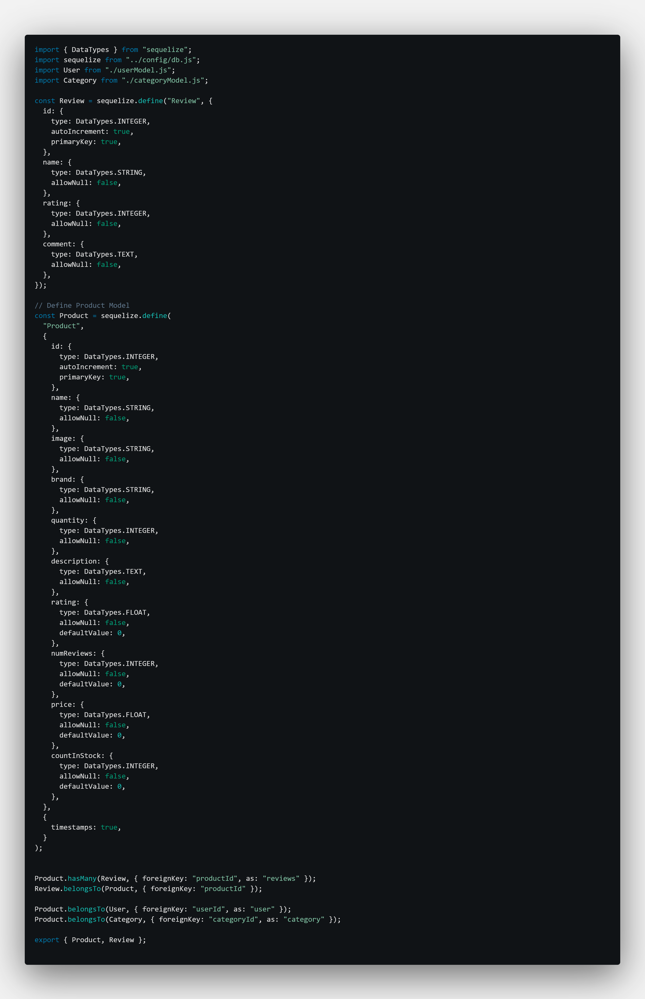 import { DataTypes } from "sequelize";
import sequelize from "../config/db.js";
import User from "./userModel.js";
import Category from "./categoryModel.js";

const Review = sequelize.define("Review", {
  id: {
    type: DataTypes.INTEGER,
    autoIncrement: true,
    primaryKey: true,
  },
  name: {
    type: DataTypes.STRING,
    allowNull: false,
  },
  rating: {
    type: DataTypes.INTEGER,
    allowNull: false,
  },
  comment: {
    type: DataTypes.TEXT,
    allowNull: false,
  },
});

// Define Product Model
const Product = sequelize.define(
  "Product",
  {
    id: {
      type: DataTypes.INTEGER,
      autoIncrement: true,
      primaryKey: true,
    },
    name: {
      type: DataTypes.STRING,
      allowNull: false,
    },
    image: {
      type: DataTypes.STRING,
      allowNull: false,
    },
    brand: {
      type: DataTypes.STRING,
      allowNull: false,
    },
    quantity: {
      type: DataTypes.INTEGER,
      allowNull: false,
    },
    description: {
      type: DataTypes.TEXT,
      allowNull: false,
    },
    rating: {
      type: DataTypes.FLOAT,
      allowNull: false,
      defaultValue: 0,
    },
    numReviews: {
      type: DataTypes.INTEGER,
      allowNull: false,
      defaultValue: 0,
    },
    price: {
      type: DataTypes.FLOAT,
      allowNull: false,
      defaultValue: 0,
    },
    countInStock: {
      type: DataTypes.INTEGER,
      allowNull: false,
      defaultValue: 0,
    },
  },
  {
    timestamps: true,
  }
);

Product.hasMany(Review, { foreignKey: "productId", as: "reviews" });
Review.belongsTo(Product, { foreignKey: "productId" });

Product.belongsTo(User, { foreignKey: "userId", as: "user" });
Product.belongsTo(Category, { foreignKey: "categoryId", as: "category" });

export { Product, Review };